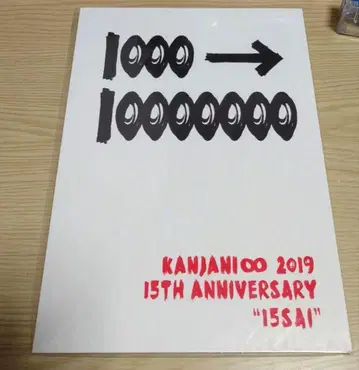 1000 →
10000000
KANJANI∞ 2019
15TH ANNIVERSARY
"15SAI"